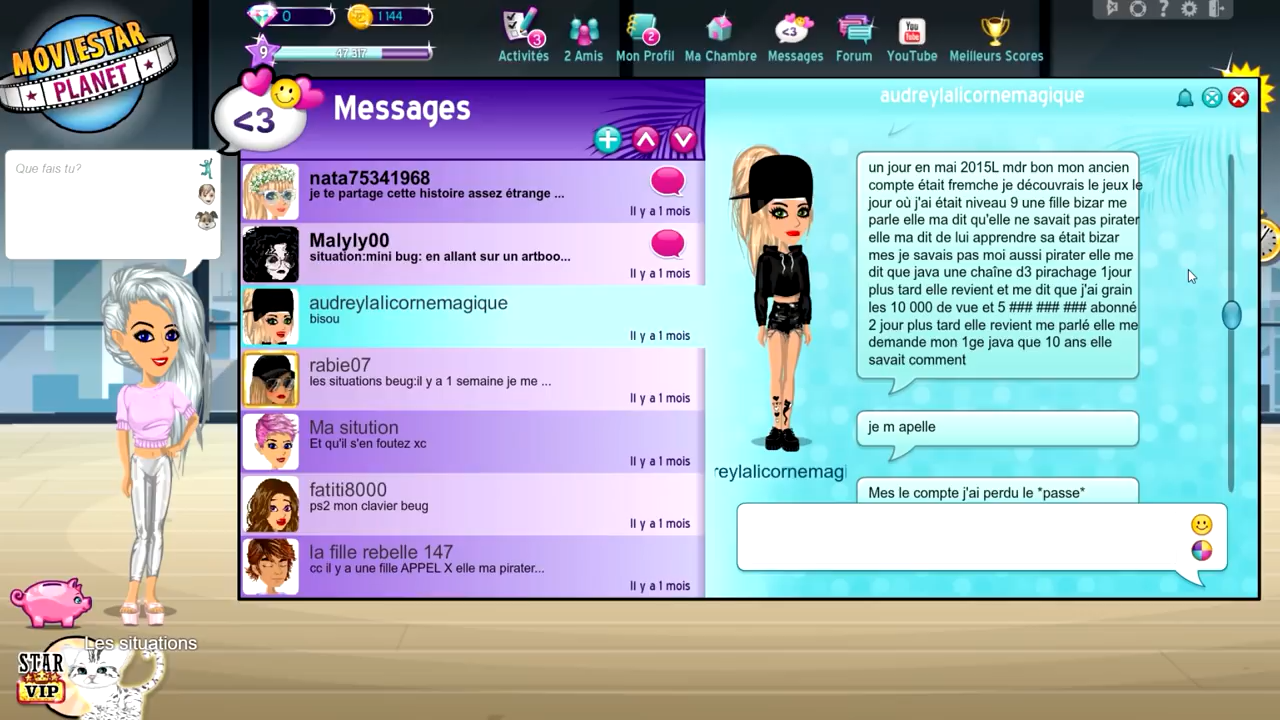 MOVIESTAR
PLANET
0
1 144
9
47 317
3
2
<3
You
Tube
Activités
2 Amis
Mon Profil
Ma Chambre
Messages
Forum
YouTube
Meilleurs Scores
Que fais tu?
<3
Messages
nata75341968
je te partage cette histoire assez étrange ...
Il y a 1 mois
Malyly00
situation:mini bug: en allant sur un artboo...
Il y a 1 mois
audreylalicornemagique
bisou
Il y a 1 mois
rabie07
les situations beug:il y a 1 semaine je me ...
Il y a 1 mois
Ma sitution
Et qu'il s'en foutez xc
Il y a 1 mois
fatiti8000
ps2 mon clavier beug
Il y a 1 mois
la fille rebelle 147
cc il y a une fille APPEL X elle ma pirater...
Il y a 1 mois
audreylalicornemagique
reylalicornemagi
un jour en mai 2015L mdr bon mon ancien
compte était fremche je découvrais le jeux le
jour où j'ai était niveau 9 une fille bizar me
parle elle ma dit qu'elle ne savait pas pirater
elle ma dit de lui apprendre sa était bizar
mes je savais pas moi aussi pirater elle me
dit que java une chaîne d3 pirachage 1jour
plus tard elle revient et me dit que j'ai grain
les 10 000 de vue et 5 ### ### ### abonné
2 jour plus tard elle revient me parlé elle me
demande mon 1ge java que 10 ans elle
savait comment
je m apelle
Mes le compte j'ai perdu le *passe*
Les situations
STAR
VIP